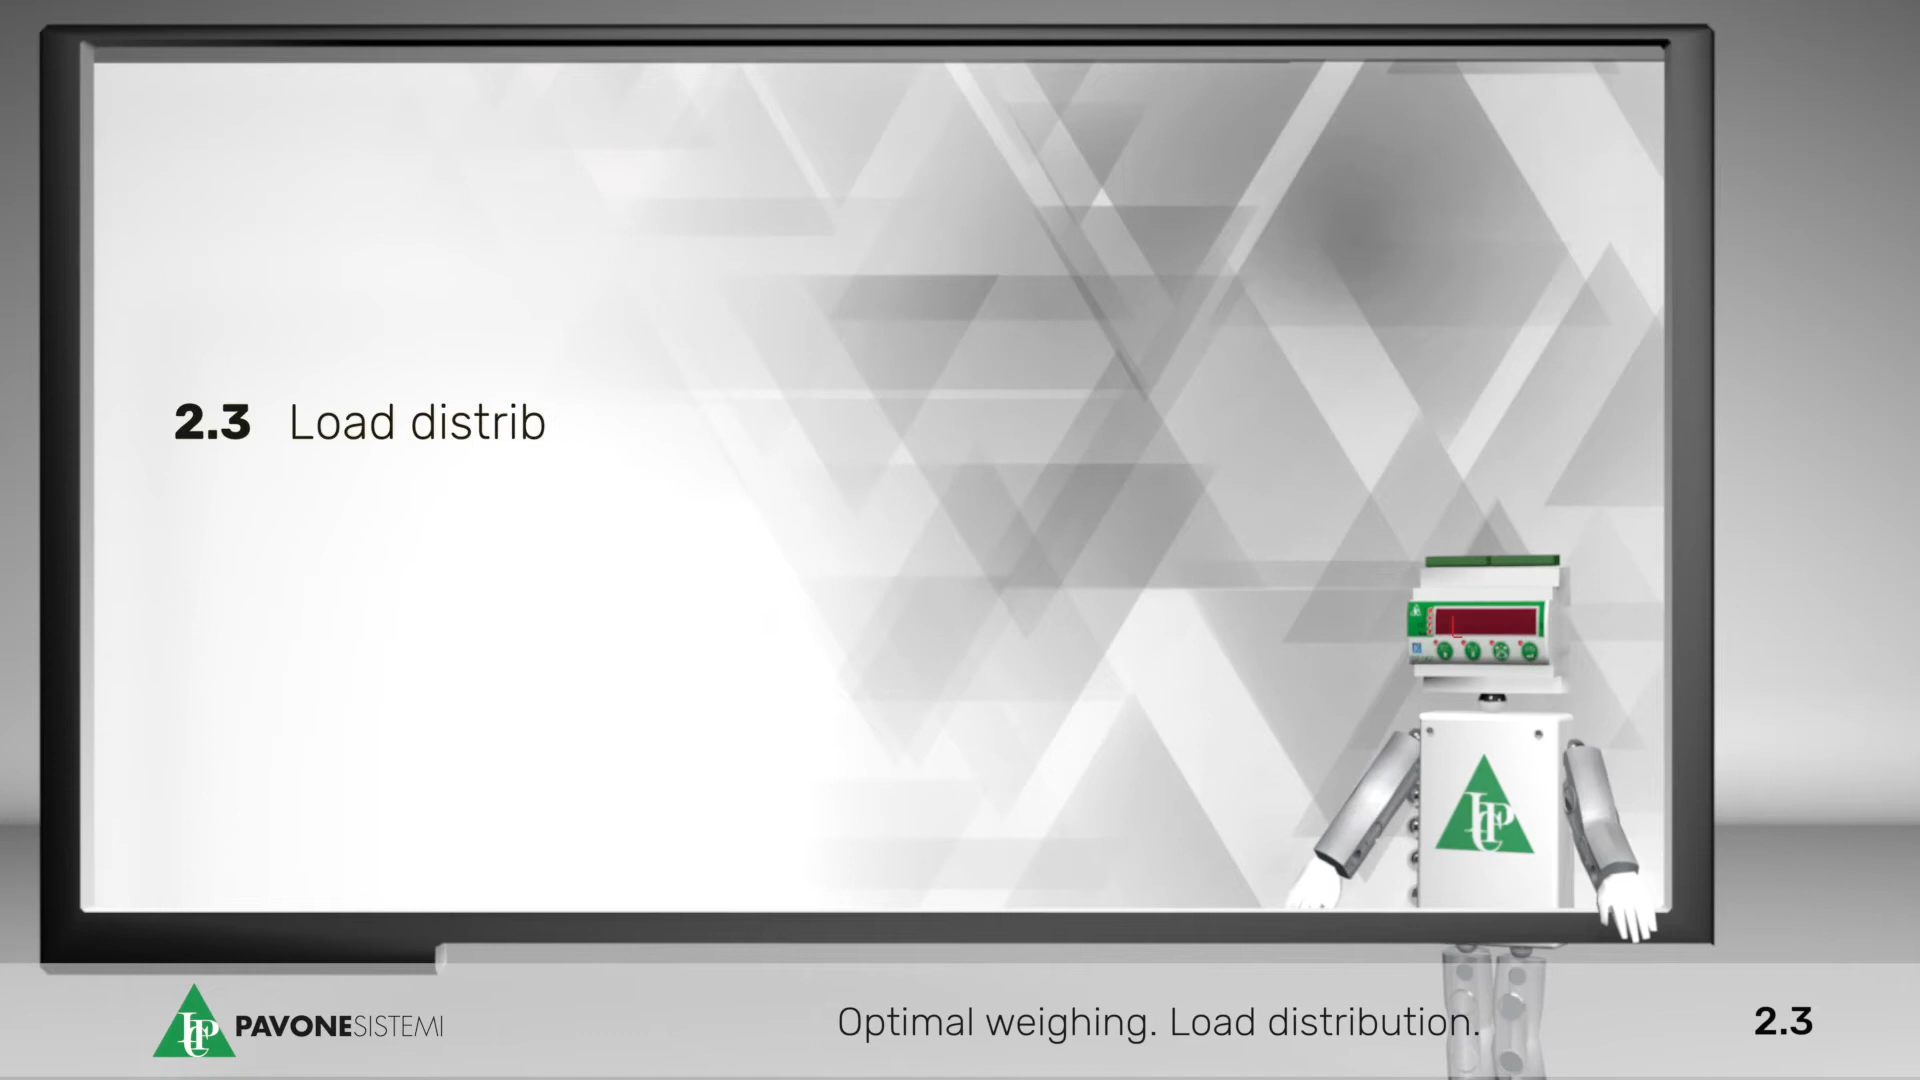 2.3 Load distrib
PAVONESISTEMI
Optimal weighing. Load distribution.
2.3